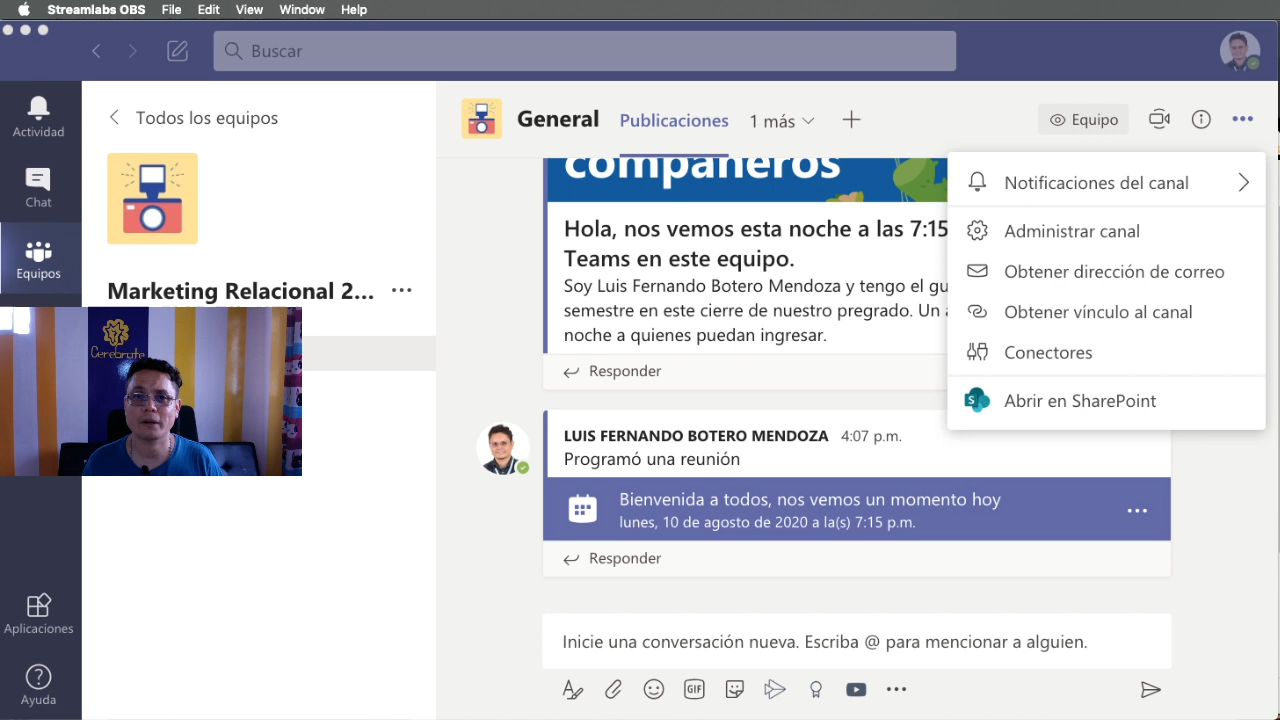 Streamlabs OBS File Edit View Window Help
Buscar
Actividad
Chat
Equipos
Aplicaciones
Ayuda
Todos los equipos
Marketing Relacional 2...
Cerebrate
General Publicaciones 1 más
Equipo
compañeros
Hola, nos vemos esta noche a las 7:15
Teams en este equipo.
Soy Luis Fernando Botero Mendoza y tengo el gu
semestre en este cierre de nuestro pregrado. Un a
noche a quienes puedan ingresar.
Responder
LUIS FERNANDO BOTERO MENDOZA 4:07 p.m.
Programó una reunión
Bienvenida a todos, nos vemos un momento hoy
lunes, 10 de agosto de 2020 a la(s) 7:15 p.m.
Responder
Inicie una conversación nueva. Escriba @ para mencionar a alguien.
GIF
Notificaciones del canal
Administrar canal
Obtener dirección de correo
Obtener vínculo al canal
Conectores
S
Abrir en SharePoint